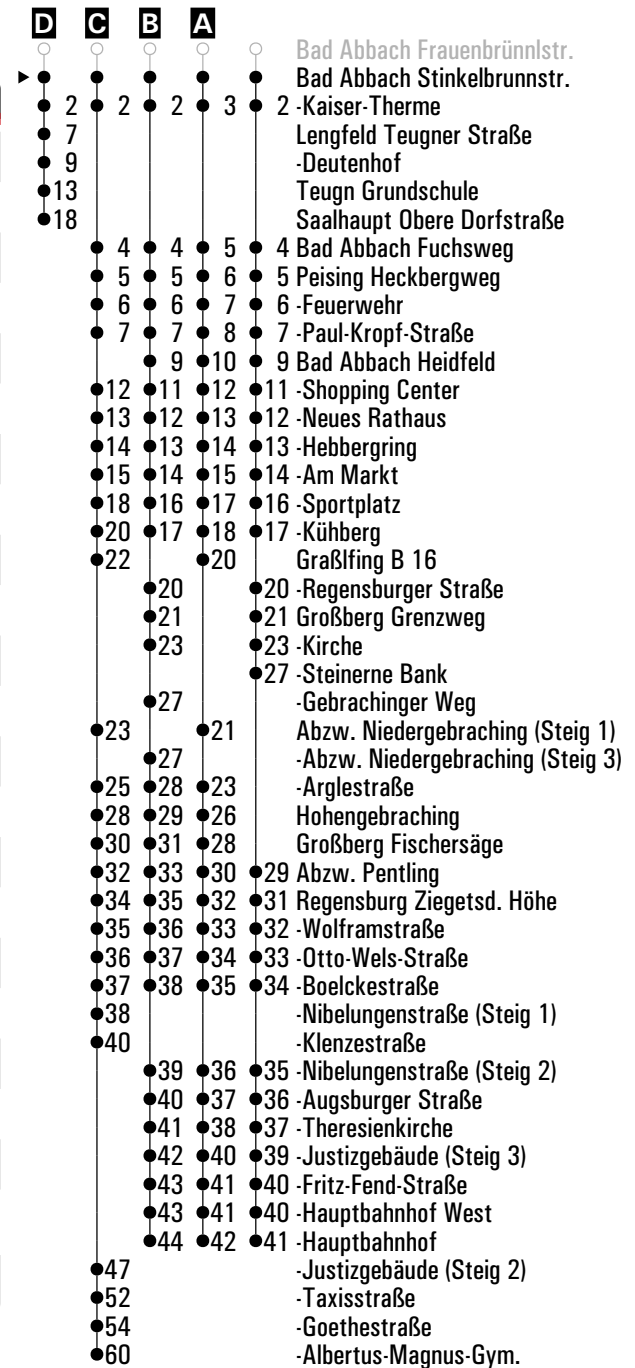 D C B A
Bad Abbach Frauenbrünnlstr.
Bad Abbach Stinkelbrunnstr.
2 2 2 3 2 -Kaiser-Therme
7 Lengfeld Teugner Straße
9 -Deutenhof
13 Teugn Grundschule
18 Saalhaupt Obere Dorfstraße
4 4 5 4 Bad Abbach Fuchsweg
5 5 6 5 Peising Heckbergweg
6 6 7 6 -Feuerwehr
7 7 8 7 -Paul-Kropf-Straße
9 10 9 Bad Abbach Heidfeld
12 11 12 11 -Shopping Center
13 12 13 12 -Neues Rathaus
14 13 14 13 -Hebbergring
15 14 15 14 -Am Markt
18 16 17 16 -Sportplatz
20 17 18 17 -Kühberg
22 20 Graßlfing B 16
20 20 -Regensburger Straße
21 21 Großberg Grenzweg
23 23 -Kirche
27 -Steinerne Bank
27 -Gebrachinger Weg
23 21 Abzw. Niedergebraching (Steig 1)
27 -Abzw. Niedergebraching (Steig 3)
25 28 23 -Arglestraße
28 29 26 Hohengebraching
30 31 28 Großberg Fischersäge
32 33 30 29 Abzw. Pentling
34 35 32 31 Regensburg Ziegetsd. Höhe
35 36 33 32 -Wolframstraße
36 37 34 33 -Otto-Wels-Straße
37 38 35 34 -Boelckestraße
38 -Nibelungenstraße (Steig 1)
40 -Klenzestraße
39 36 35 -Nibelungenstraße (Steig 2)
40 37 36 -Augsburger Straße
41 38 37 -Theresienkirche
42 40 39 -Justizgebäude (Steig 3)
43 41 40 -Fritz-Fend-Straße
43 41 40 -Hauptbahnhof West
44 42 41 -Hauptbahnhof
47 -Justizgebäude (Steig 2)
52 -Taxisstraße
54 -Goethestraße
60 -Albertus-Magnus-Gym.